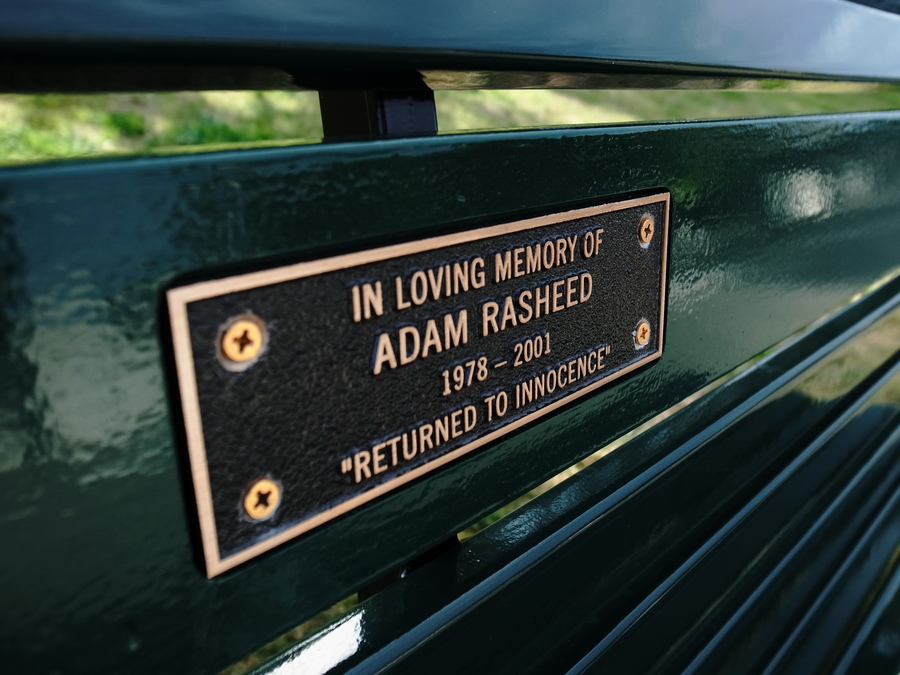 IN LOVING MEMORY OF
ADAM RASHEED
1978 – 2001
"RETURNED TO INNOCENCE"